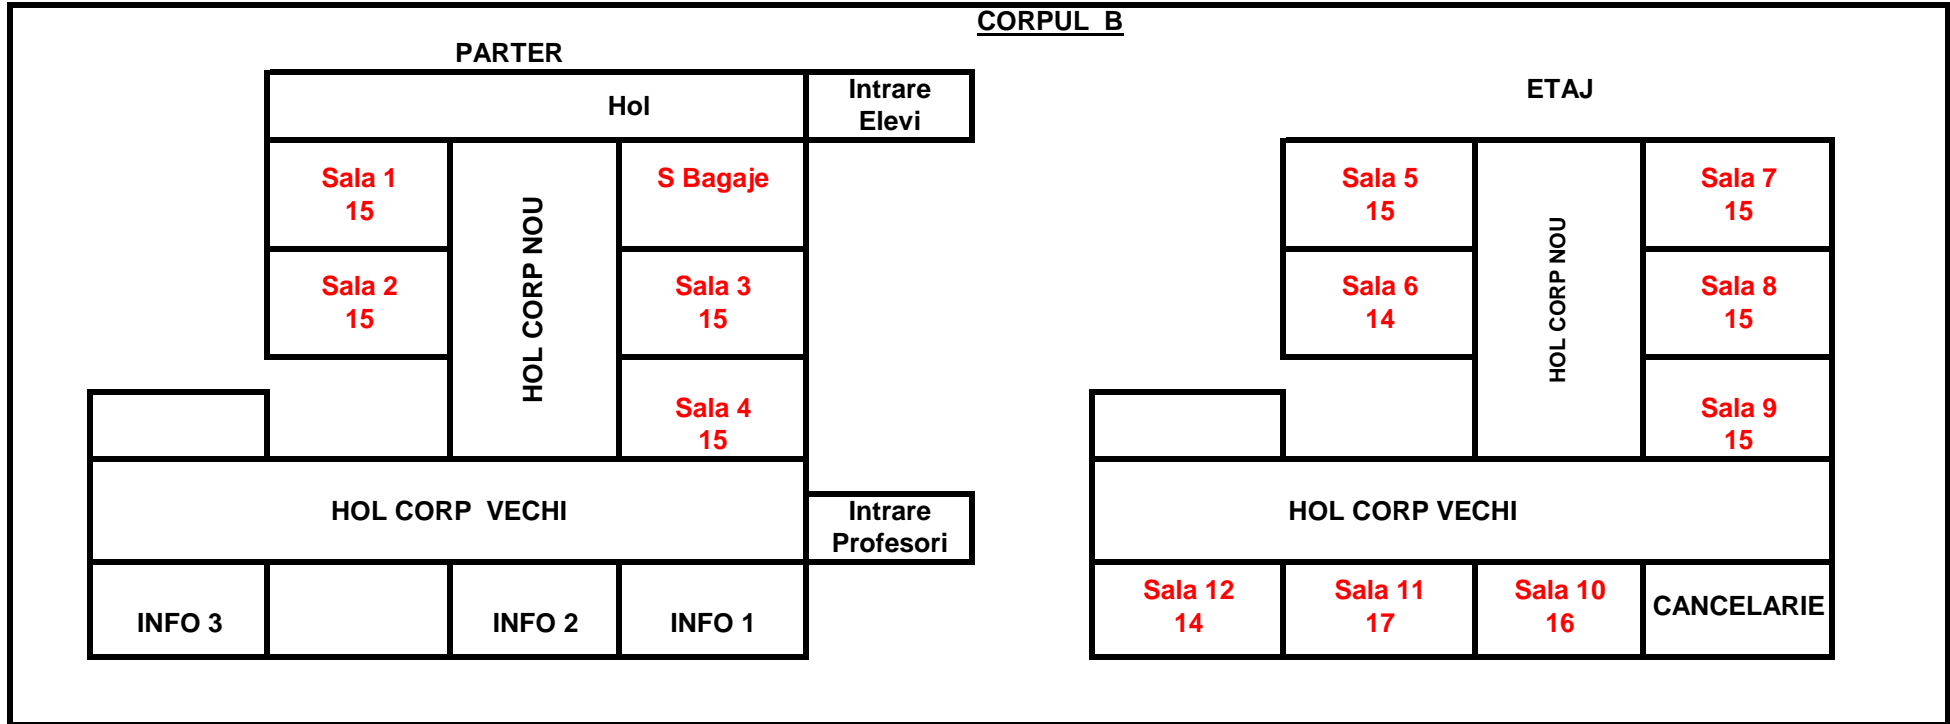 CORPUL B
PARTER
Hol
Intrare
Elevi
Sala 1
15
S Bagaje
HOL CORP NOU
Sala 2
15
Sala 3
15
Sala 4
15
HOL CORP VECHI
Intrare
Profesori
INFO 3
INFO 2
INFO 1
ETAJ
Sala 5
15
Sala 7
15
HOL CORP NOU
Sala 6
14
Sala 8
15
Sala 9
15
HOL CORP VECHI
Sala 12
14
Sala 11
17
Sala 10
16
CANCELARIE